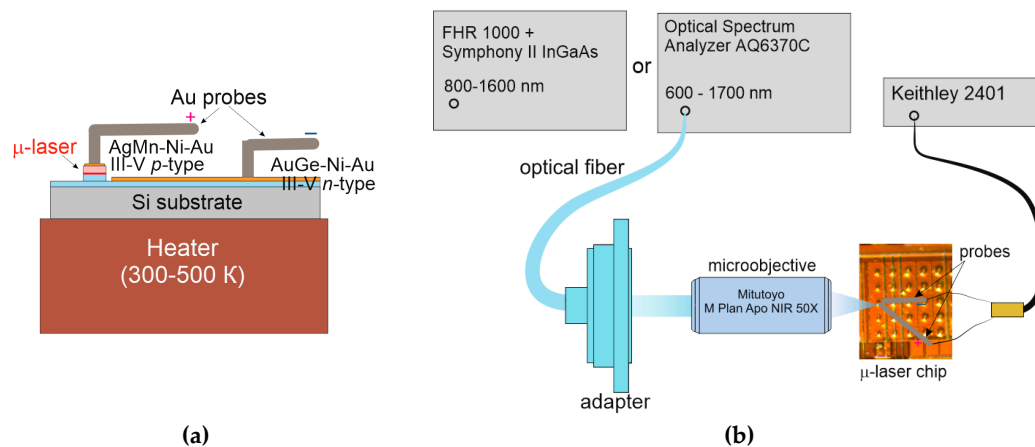 Au probes
+
–
μ-laser
AgMn-Ni-Au
III-V p-type
AuGe-Ni-Au
III-V n-type
Si substrate
Heater
(300-500 K)
(a)
FHR 1000 +
Symphony II InGaAs
800-1600 nm
or
Optical Spectrum
Analyzer AQ6370C
600 - 1700 nm
Keithley 2401
optical fiber
microobjective
Mitutoyo
M Plan Apo NIR 50X
probes
–
+
μ-laser chip
adapter
(b)